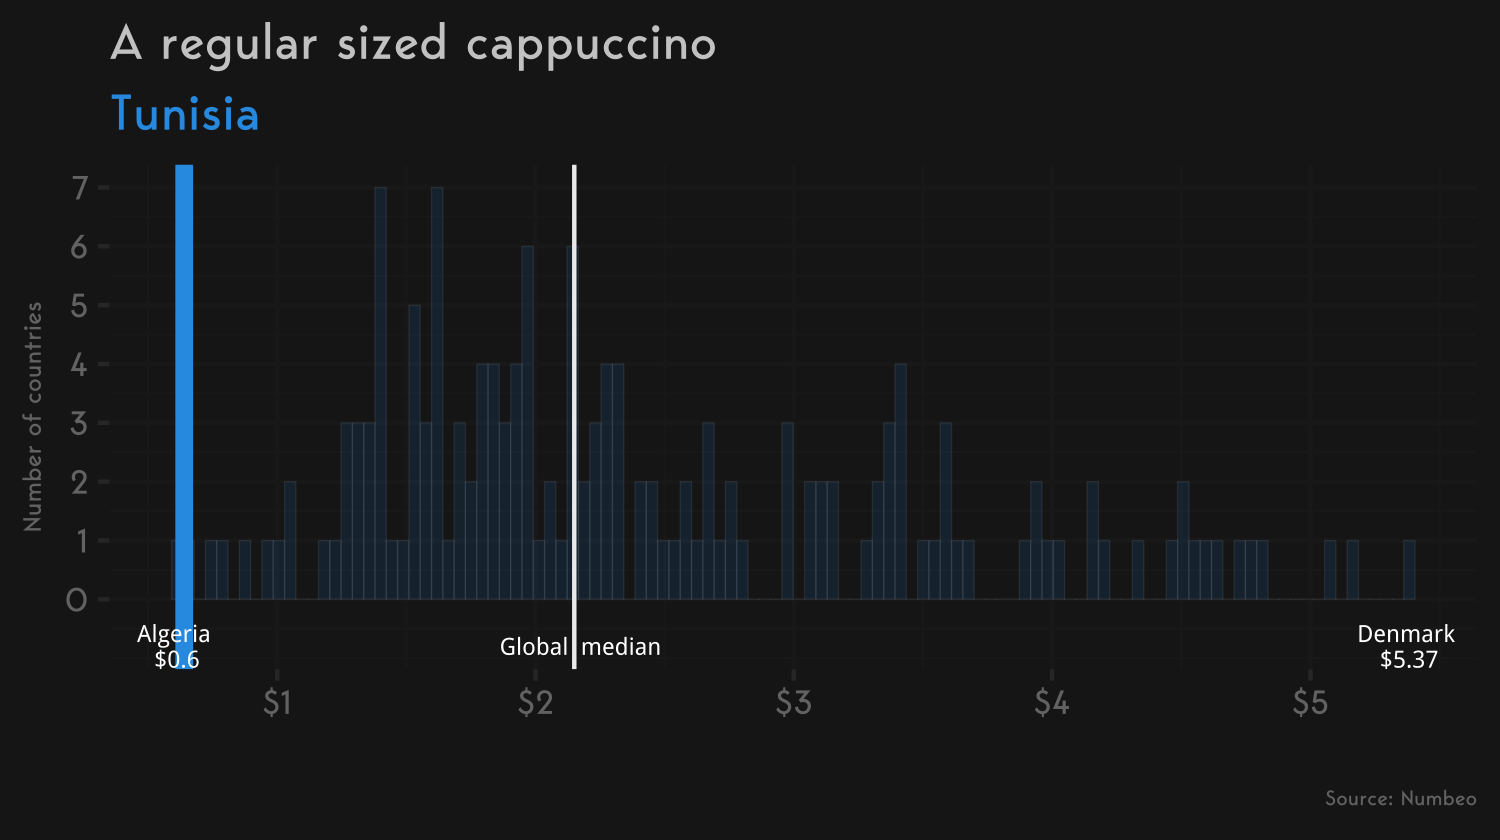 A regular sized cappuccino
Tunisia
Number of countries
7
6
5
4
3
2
1
0
Algeria
$0.6
Global median
Denmark
$5.37
$1
$2
$3
$4
$5
Source: Numbeo